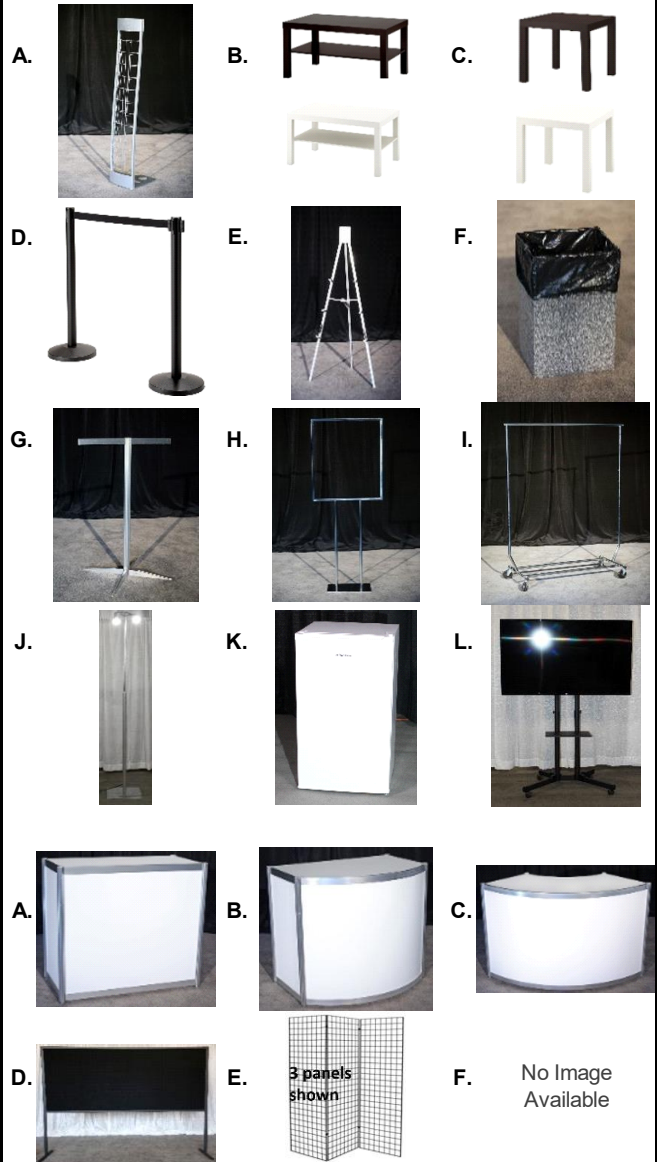 A.
B.
C.
D.
E.
F.
G.
H.
I.
J.
K.
L.
A.
B.
C.
D.
E.
3 panels
shown
F.
No Image
Available